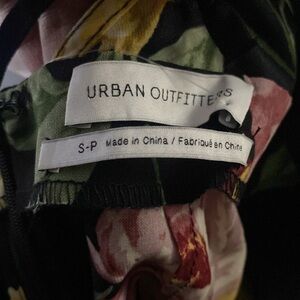 URBAN OUTFITTERS
S-P Made in China / Fabriqué en Chine